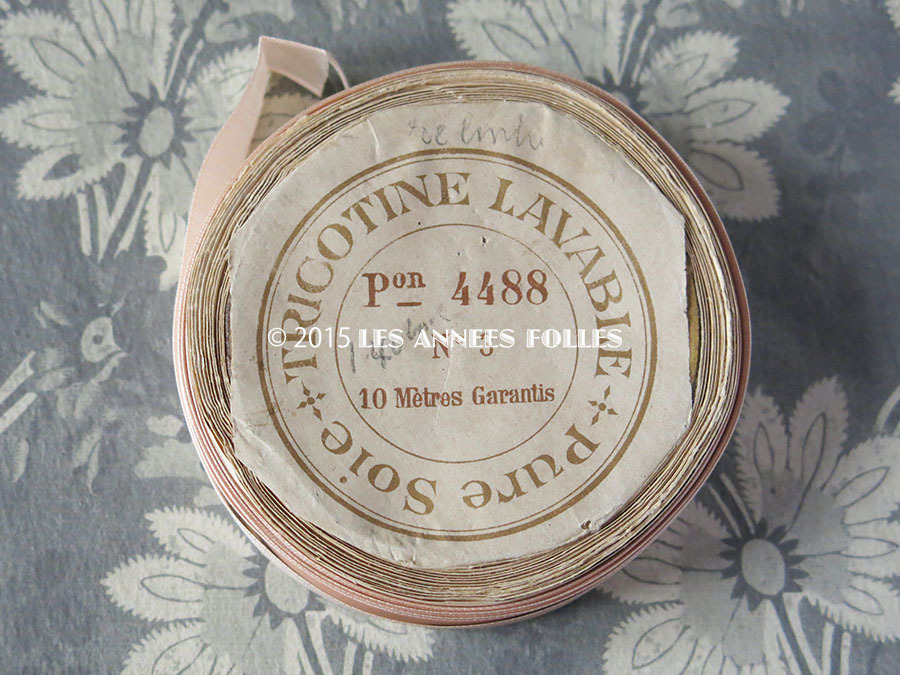 TRICOTINE LAVABLE
Pon 4488
© 2015 LES ANNEES FOLLES
10 Mètres Garantis
Pure Soie